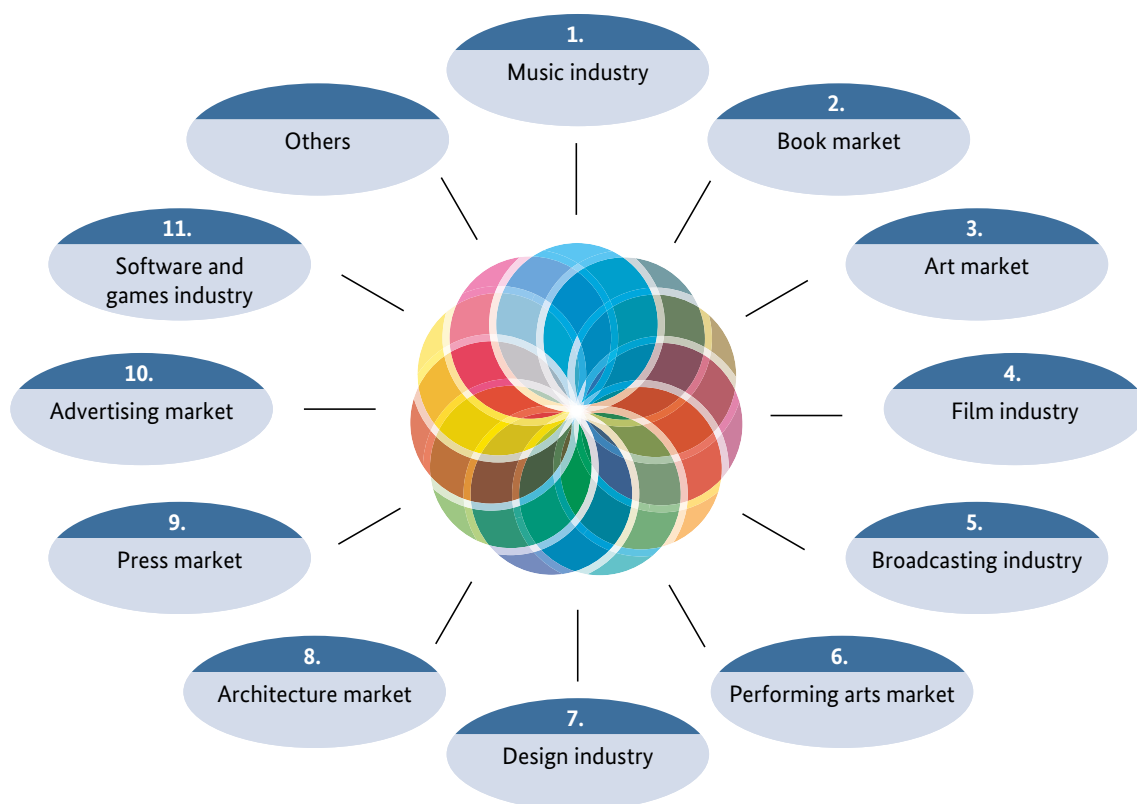 1.
Music industry
2.
Book market
3.
Art market
4.
Film industry
5.
Broadcasting industry
6.
Performing arts market
7.
Design industry
8.
Architecture market
9.
Press market
10.
Advertising market
11.
Software and
games industry
Others